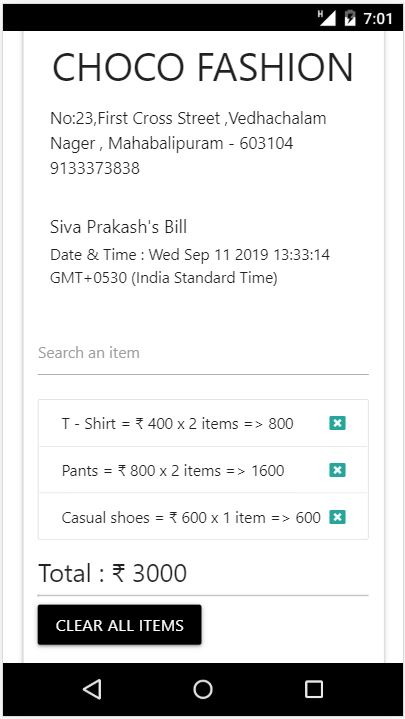 H 7:01
CHOCO FASHION
No:23,First Cross Street ,Vedhachalam
Nager , Mahabalipuram - 603104
9133373838
Siva Prakash's Bill
Date & Time : Wed Sep 11 2019 13:33:14
GMT+0530 (India Standard Time)
Search an item
T - Shirt = ₹ 400 x 2 items => 800
Pants = ₹ 800 x 2 items => 1600
Casual shoes = ₹ 600 x 1 item => 600
Total : ₹ 3000
CLEAR ALL ITEMS